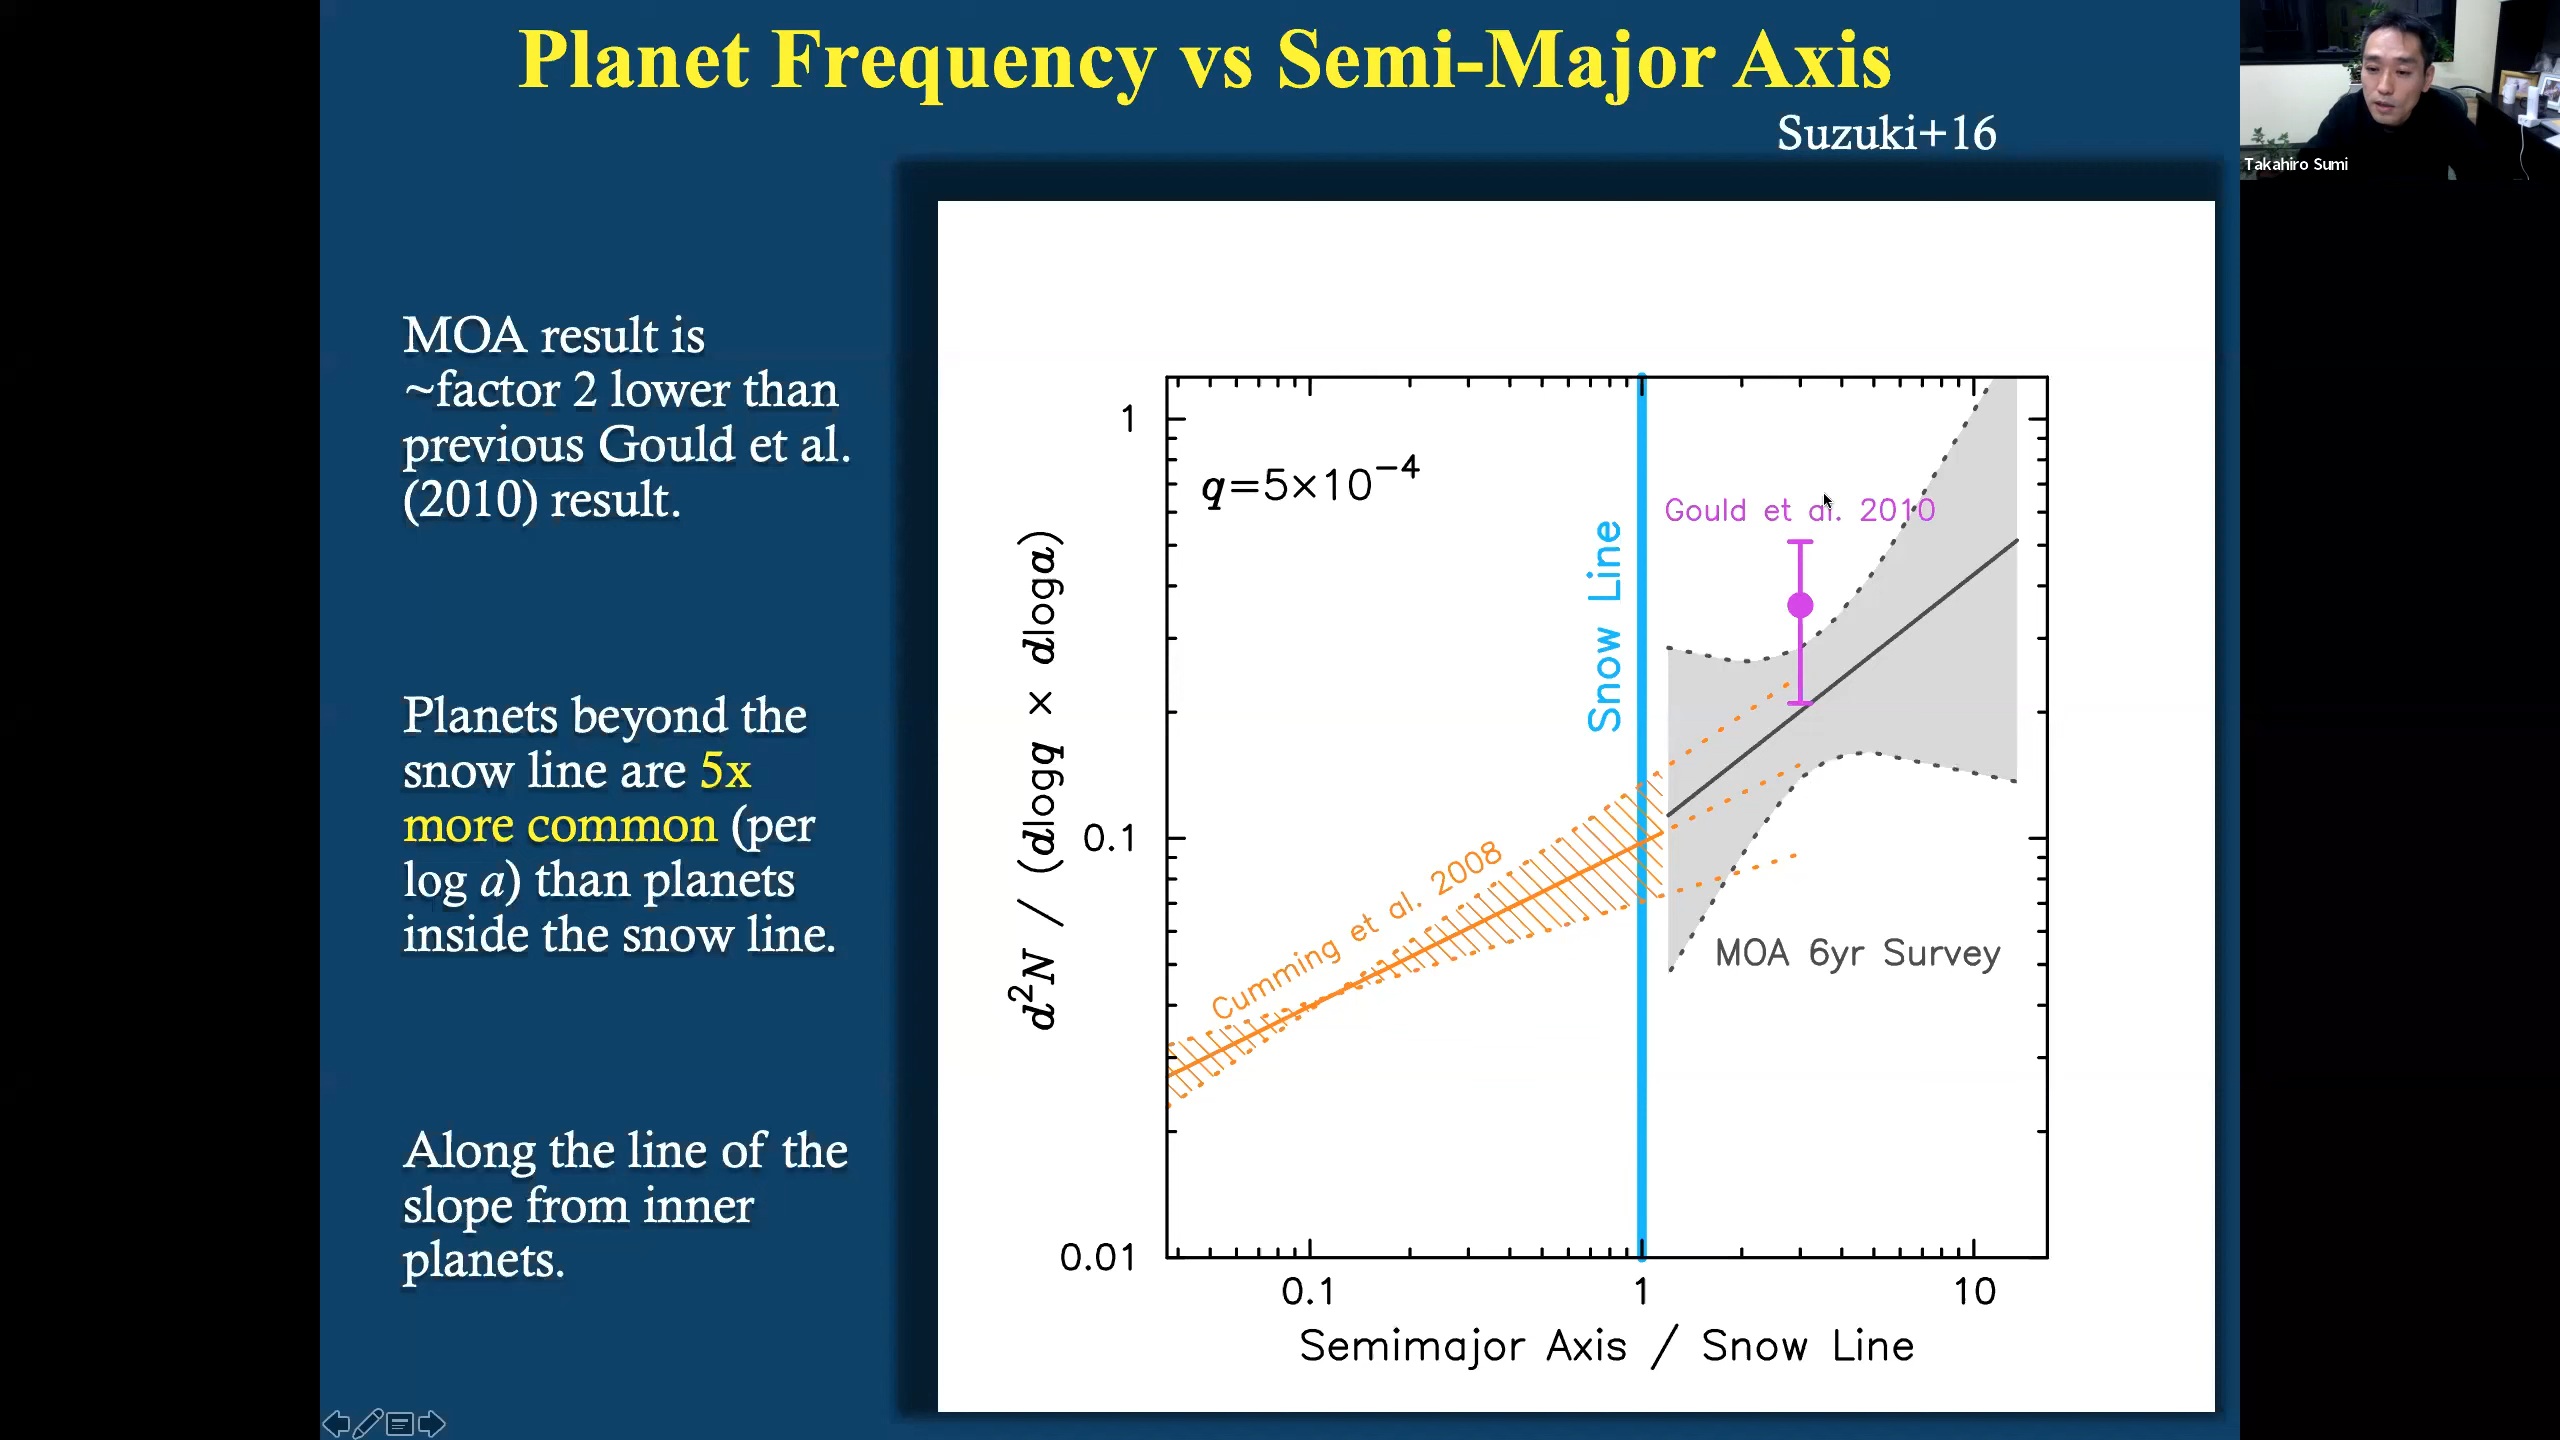 Planet Frequency vs Semi-Major Axis
Suzuki+16
Takahiro Sumi
MOA result is
~factor 2 lower than
previous Gould et al.
(2010) result.
Planets beyond the
snow line are 5x
more common (per
log a) than planets
inside the snow line.
Along the line of the
slope from inner
planets.
q=5×10⁻⁴
Snow Line
Gould et al. 2010
Cumming et al. 2008
MOA 6yr Survey
d²N / (dlogq × dloga)
1
0.1
0.01
0.1
1
10
Semimajor Axis / Snow Line